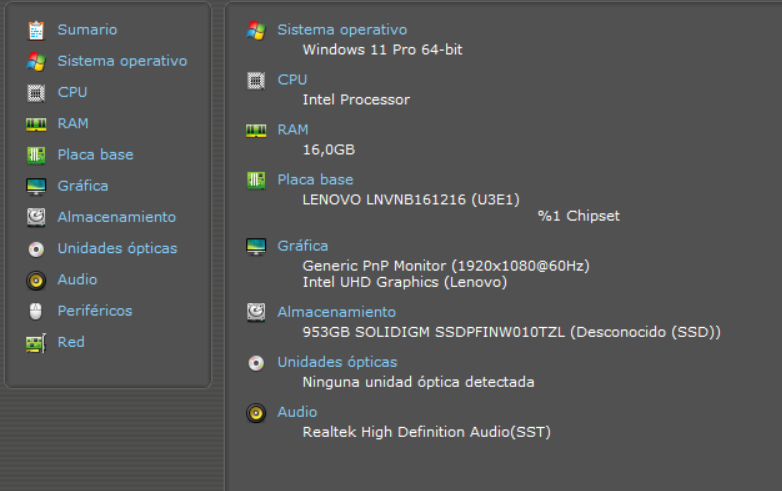 Sumario
Sistema operativo
CPU
RAM
Placa base
Gráfica
Almacenamiento
Unidades ópticas
Audio
Periféricos
Red
Sistema operativo
Windows 11 Pro 64-bit
CPU
Intel Processor
RAM
16,0GB
Placa base
LENOVO LNVNB161216 (U3E1)
%1 Chipset
Gráfica
Generic PnP Monitor (1920x1080@60Hz)
Intel UHD Graphics (Lenovo)
Almacenamiento
953GB SOLIDIGM SSDPFINW010TZL (Desconocido (SSD))
Unidades ópticas
Ninguna unidad óptica detectada
Audio
Realtek High Definition Audio(SST)